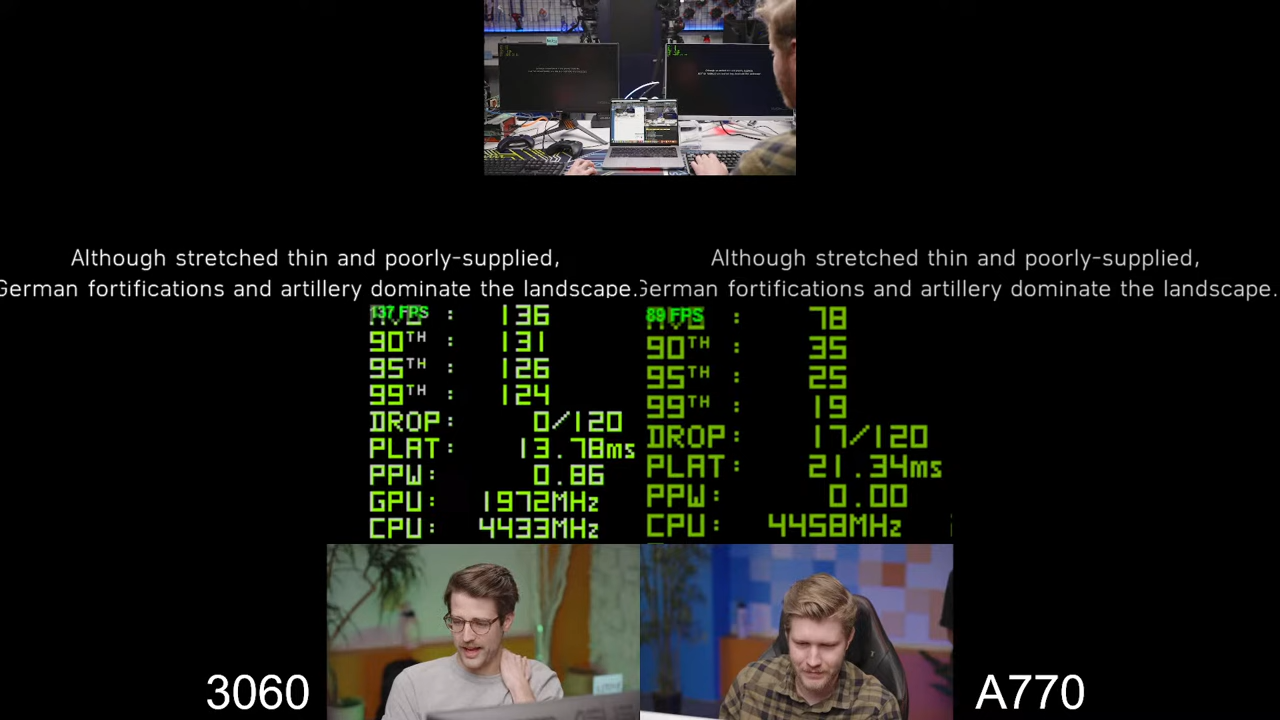 Although stretched thin and poorly-supplied,
German fortifications and artillery dominate the landscape.
Although stretched thin and poorly-supplied,
German fortifications and artillery dominate the landscape.
137 FPS : 136
90TH : 131
95TH : 126
99TH : 124
DROP: 0/120
PLAT: 13.78ms
PPW: 0.86
GPU: 1972MHz
CPU: 4433MHz
89 FPS : 78
90TH : 35
95TH : 25
99TH : 19
DROP: 17/120
PLAT: 21.34ms
PPW: 0.00
CPU: 4458MHz
3060
A770